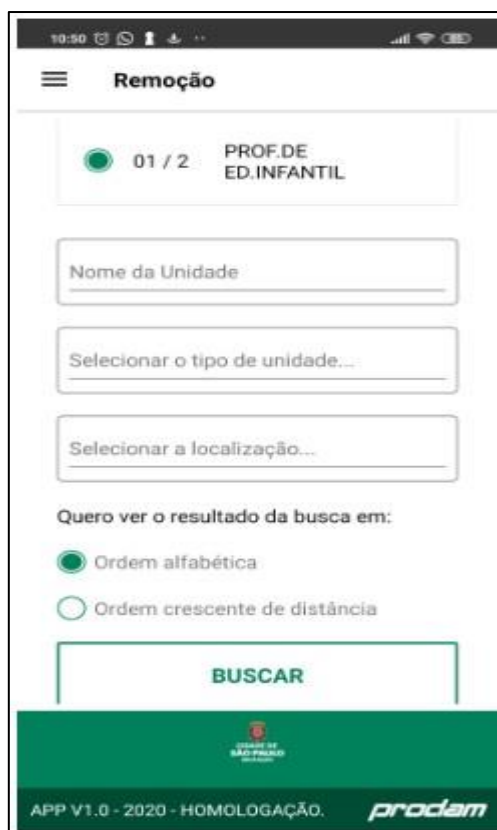 10:50
Remoção
01 / 2 PROF.DE
ED.INFANTIL
Nome da Unidade
Selecionar o tipo de unidade...
Selecionar a localização...
Quero ver o resultado da busca em:
Ordem alfabética
Ordem crescente de distância
BUSCAR
CIDADE DE
SÃO PAULO
EDUCAÇÃO
APP V1.0 - 2020 - HOMOLOGAÇÃO. prodam